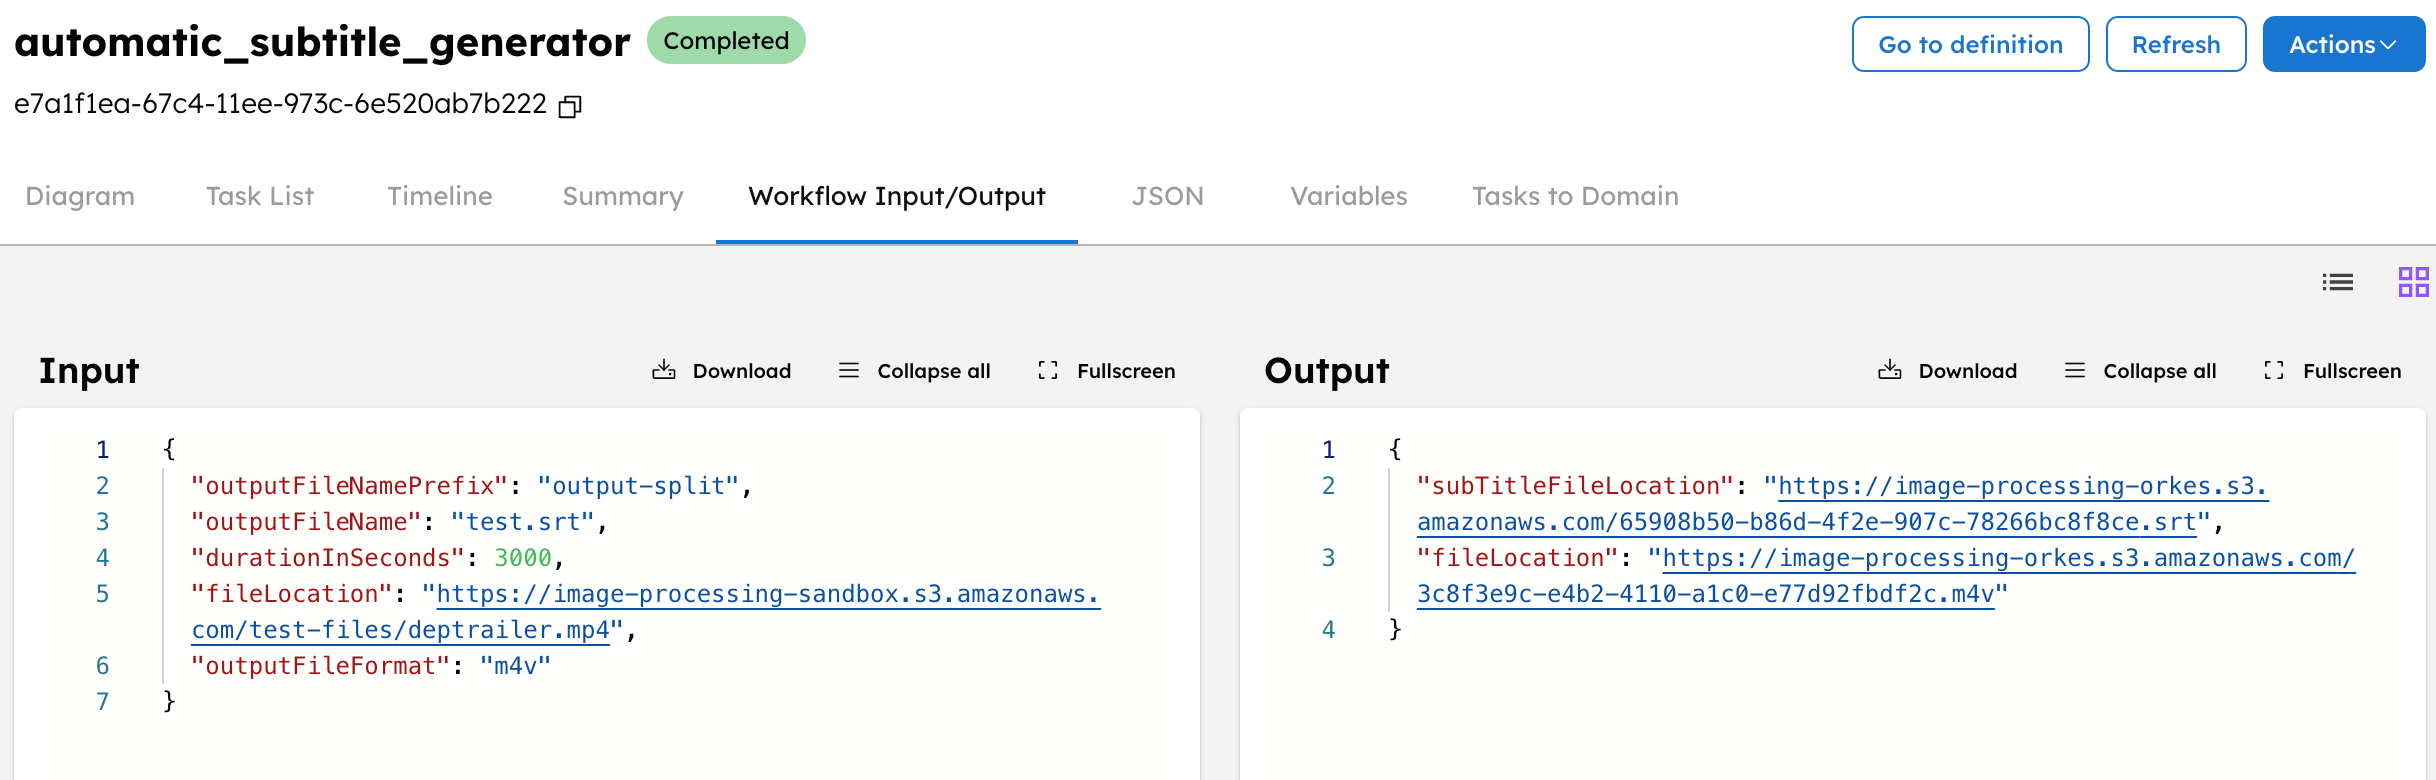 automatic_subtitle_generator Completed
Go to definition Refresh Actions
e7a1f1ea-67c4-11ee-973c-6e520ab7b222
Diagram Task List Timeline Summary Workflow Input/Output JSON Variables Tasks to Domain
Input Download Collapse all Fullscreen
1 {
2 "outputFileNamePrefix": "output-split",
3 "outputFileName": "test.srt",
4 "durationInSeconds": 3000,
5 "fileLocation": "https://image-processing-sandbox.s3.amazonaws.
com/test-files/deptrailer.mp4",
6 "outputFileFormat": "m4v"
7 }
Output Download Collapse all Fullscreen
1 {
2 "subTitleFileLocation": "https://image-processing-orkes.s3.
amazonaws.com/65908b50-b86d-4f2e-907c-78266bc8f8ce.srt",
3 "fileLocation": "https://image-processing-orkes.s3.amazonaws.com/
3c8f3e9c-e4b2-4110-a1c0-e77d92fbdf2c.m4v"
4 }